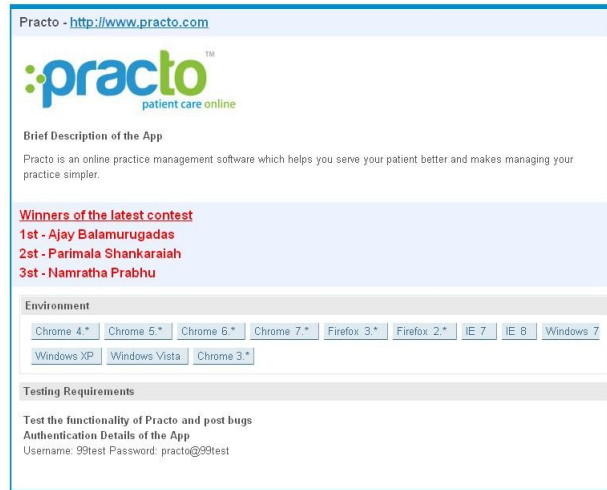 Practo - http://www.practo.com
:practo™
patient care online
Brief Description of the App
Practo is an online practice management software which helps you serve your patient better and makes managing your
practice simpler.
Winners of the latest contest
1st - Ajay Balamurugadas
2st - Parimala Shankaraiah
3st - Namratha Prabhu
Environment
Chrome 4.* Chrome 5.* Chrome 6.* Chrome 7.* Firefox 3.* Firefox 2.* IE 7 IE 8 Windows 7
Windows XP Windows Vista Chrome 3.*
Testing Requirements
Test the functionality of Practo and post bugs
Authentication Details of the App
Username: 99test Password: practo@99test